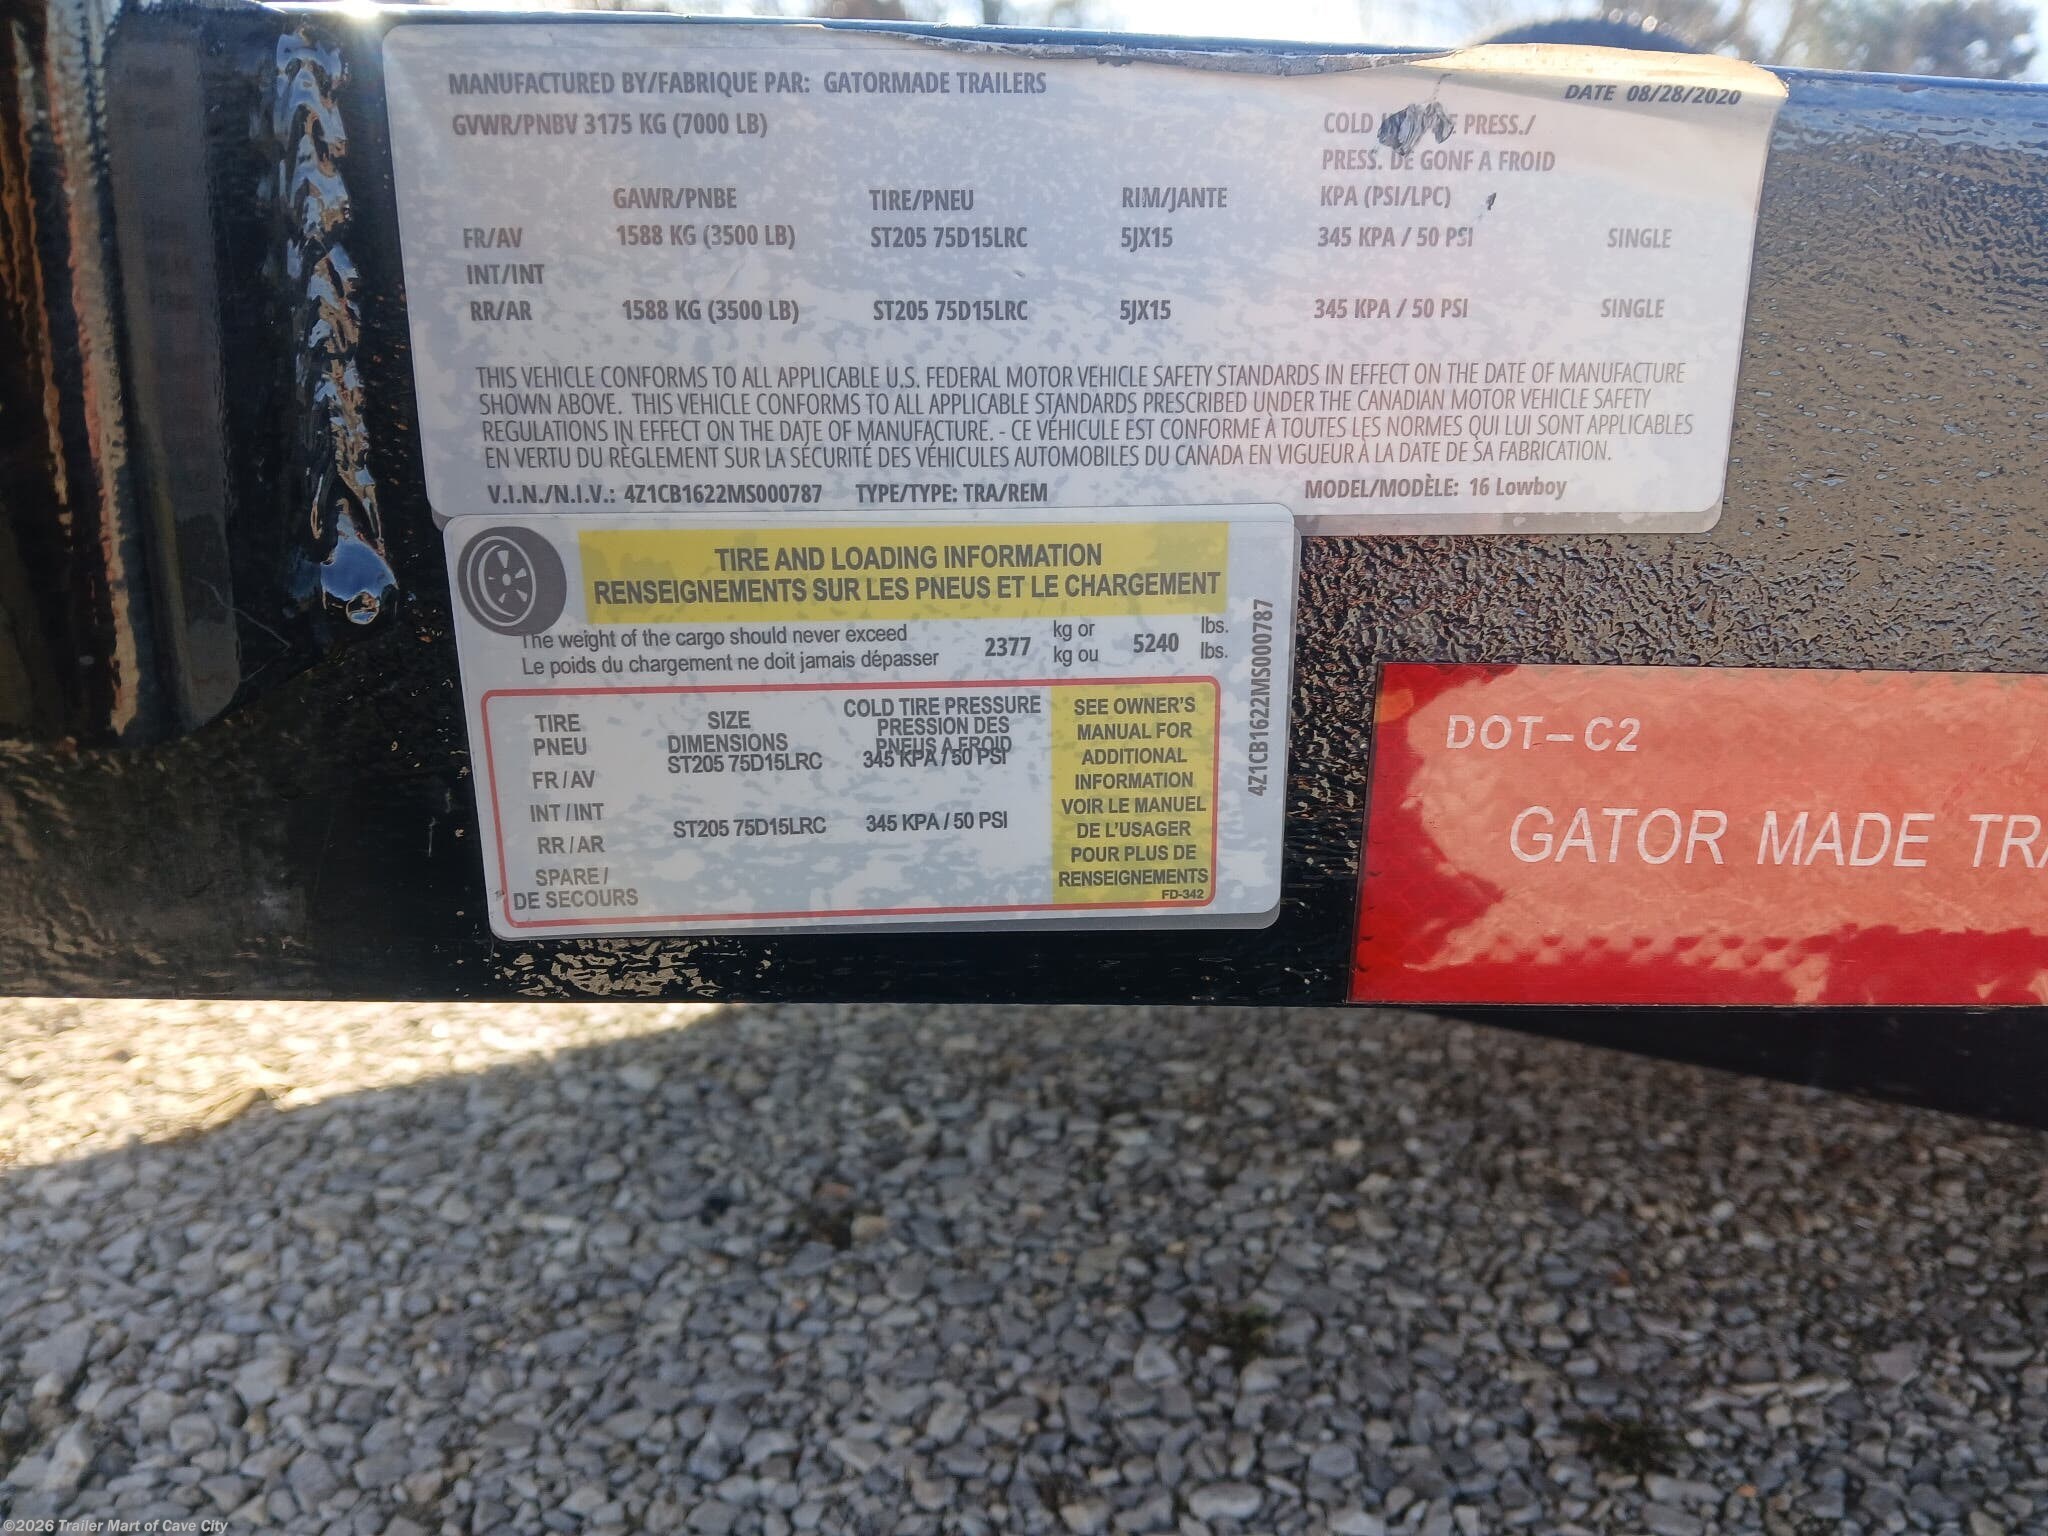 MANUFACTURED BY/FABRIQUE PAR: GATORMADE TRAILERS
DATE 08/28/2020
GVWR/PNBV 3175 KG (7000 LB)
COLD PRESS./
PRESS. DE GONF A FROID
GAWR/PNBE TIRE/PNEU RIM/JANTE KPA (PSI/LPC)
FR/AV 1588 KG (3500 LB) ST205 75D15LRC 5JX15 345 KPA / 50 PSI SINGLE
INT/INT
RR/AR 1588 KG (3500 LB) ST205 75D15LRC 5JX15 345 KPA / 50 PSI SINGLE
THIS VEHICLE CONFORMS TO ALL APPLICABLE U.S. FEDERAL MOTOR VEHICLE SAFETY STANDARDS IN EFFECT ON THE DATE OF MANUFACTURE
SHOWN ABOVE. THIS VEHICLE CONFORMS TO ALL APPLICABLE STANDARDS PRESCRIBED UNDER THE CANADIAN MOTOR VEHICLE SAFETY
REGULATIONS IN EFFECT ON THE DATE OF MANUFACTURE. - CE VÉHICULE EST CONFORME À TOUTES LES NORMES QUI LUI SONT APPLICABLES
EN VERTU DU RÈGLEMENT SUR LA SÉCURITÉ DES VÉHICULES AUTOMOBILES DU CANADA EN VIGUEUR À LA DATE DE SA FABRICATION.
V.I.N./N.I.V.: 4Z1CB1622MS000787 TYPE/TYPE: TRA/REM MODEL/MODÈLE: 16 Lowboy
TIRE AND LOADING INFORMATION
RENSEIGNEMENTS SUR LES PNEUS ET LE CHARGEMENT
The weight of the cargo should never exceed
Le poids du chargement ne doit jamais dépasser
2377
kg or
kg ou
5240
lbs.
lbs.
4Z1CB1622MS000787
TIRE
PNEU
SIZE
DIMENSIONS
COLD TIRE PRESSURE
PRESSION DES
PNEUS A FROID
FR / AV ST205 75D15LRC 345 KPA / 50 PSI
INT / INT
RR / AR ST205 75D15LRC 345 KPA / 50 PSI
SPARE /
DE SECOURS
SEE OWNER'S
MANUAL FOR
ADDITIONAL
INFORMATION
VOIR LE MANUEL
DE L'USAGER
POUR PLUS DE
RENSEIGNEMENTS
FD-342
DOT-C2
GATOR MADE TRA
©2026 Trailer Mart of Cave City